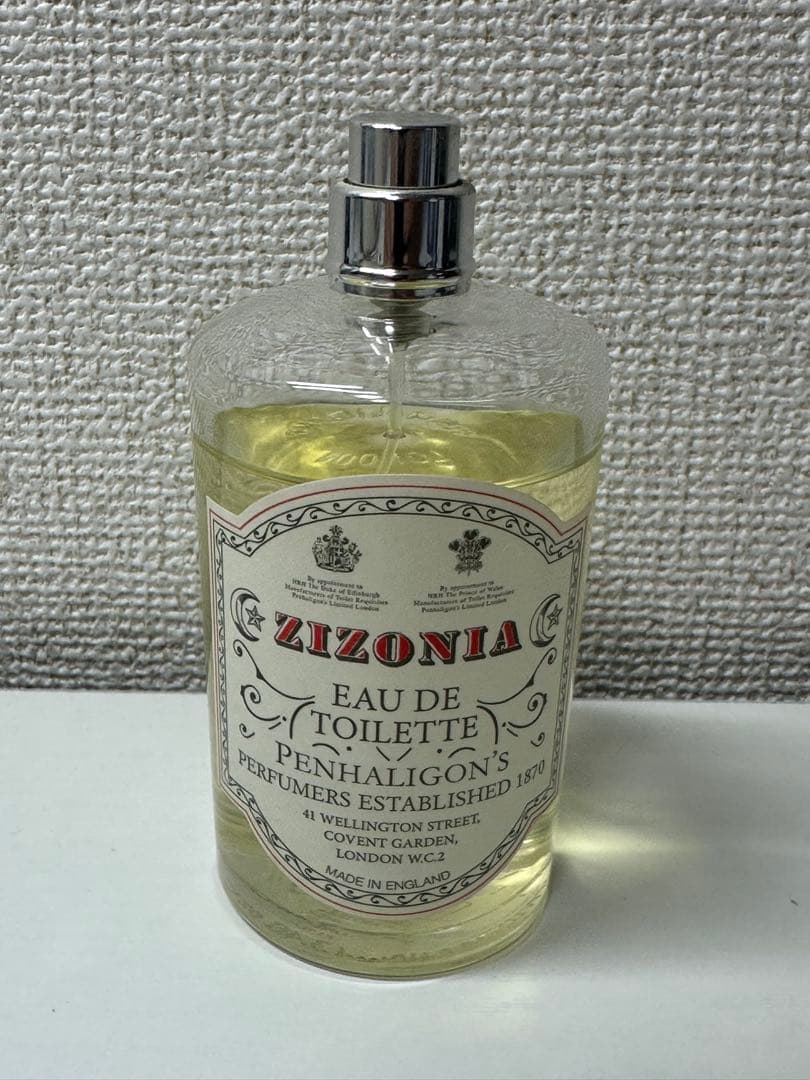 By appointment to
HRH The Duke of Edinburgh
Manufacturers of Toilet Requisites
Penhaligon's Limited London
By appointment to
HRH The Prince of Wales
Manufacturers of Toilet Requisites
Penhaligon's Limited London
ZIZONIA
EAU DE
TOILETTE
PENHALIGON'S
PERFUMERS ESTABLISHED 1870
41 WELLINGTON STREET,
COVENT GARDEN,
LONDON W.C.2
MADE IN ENGLAND